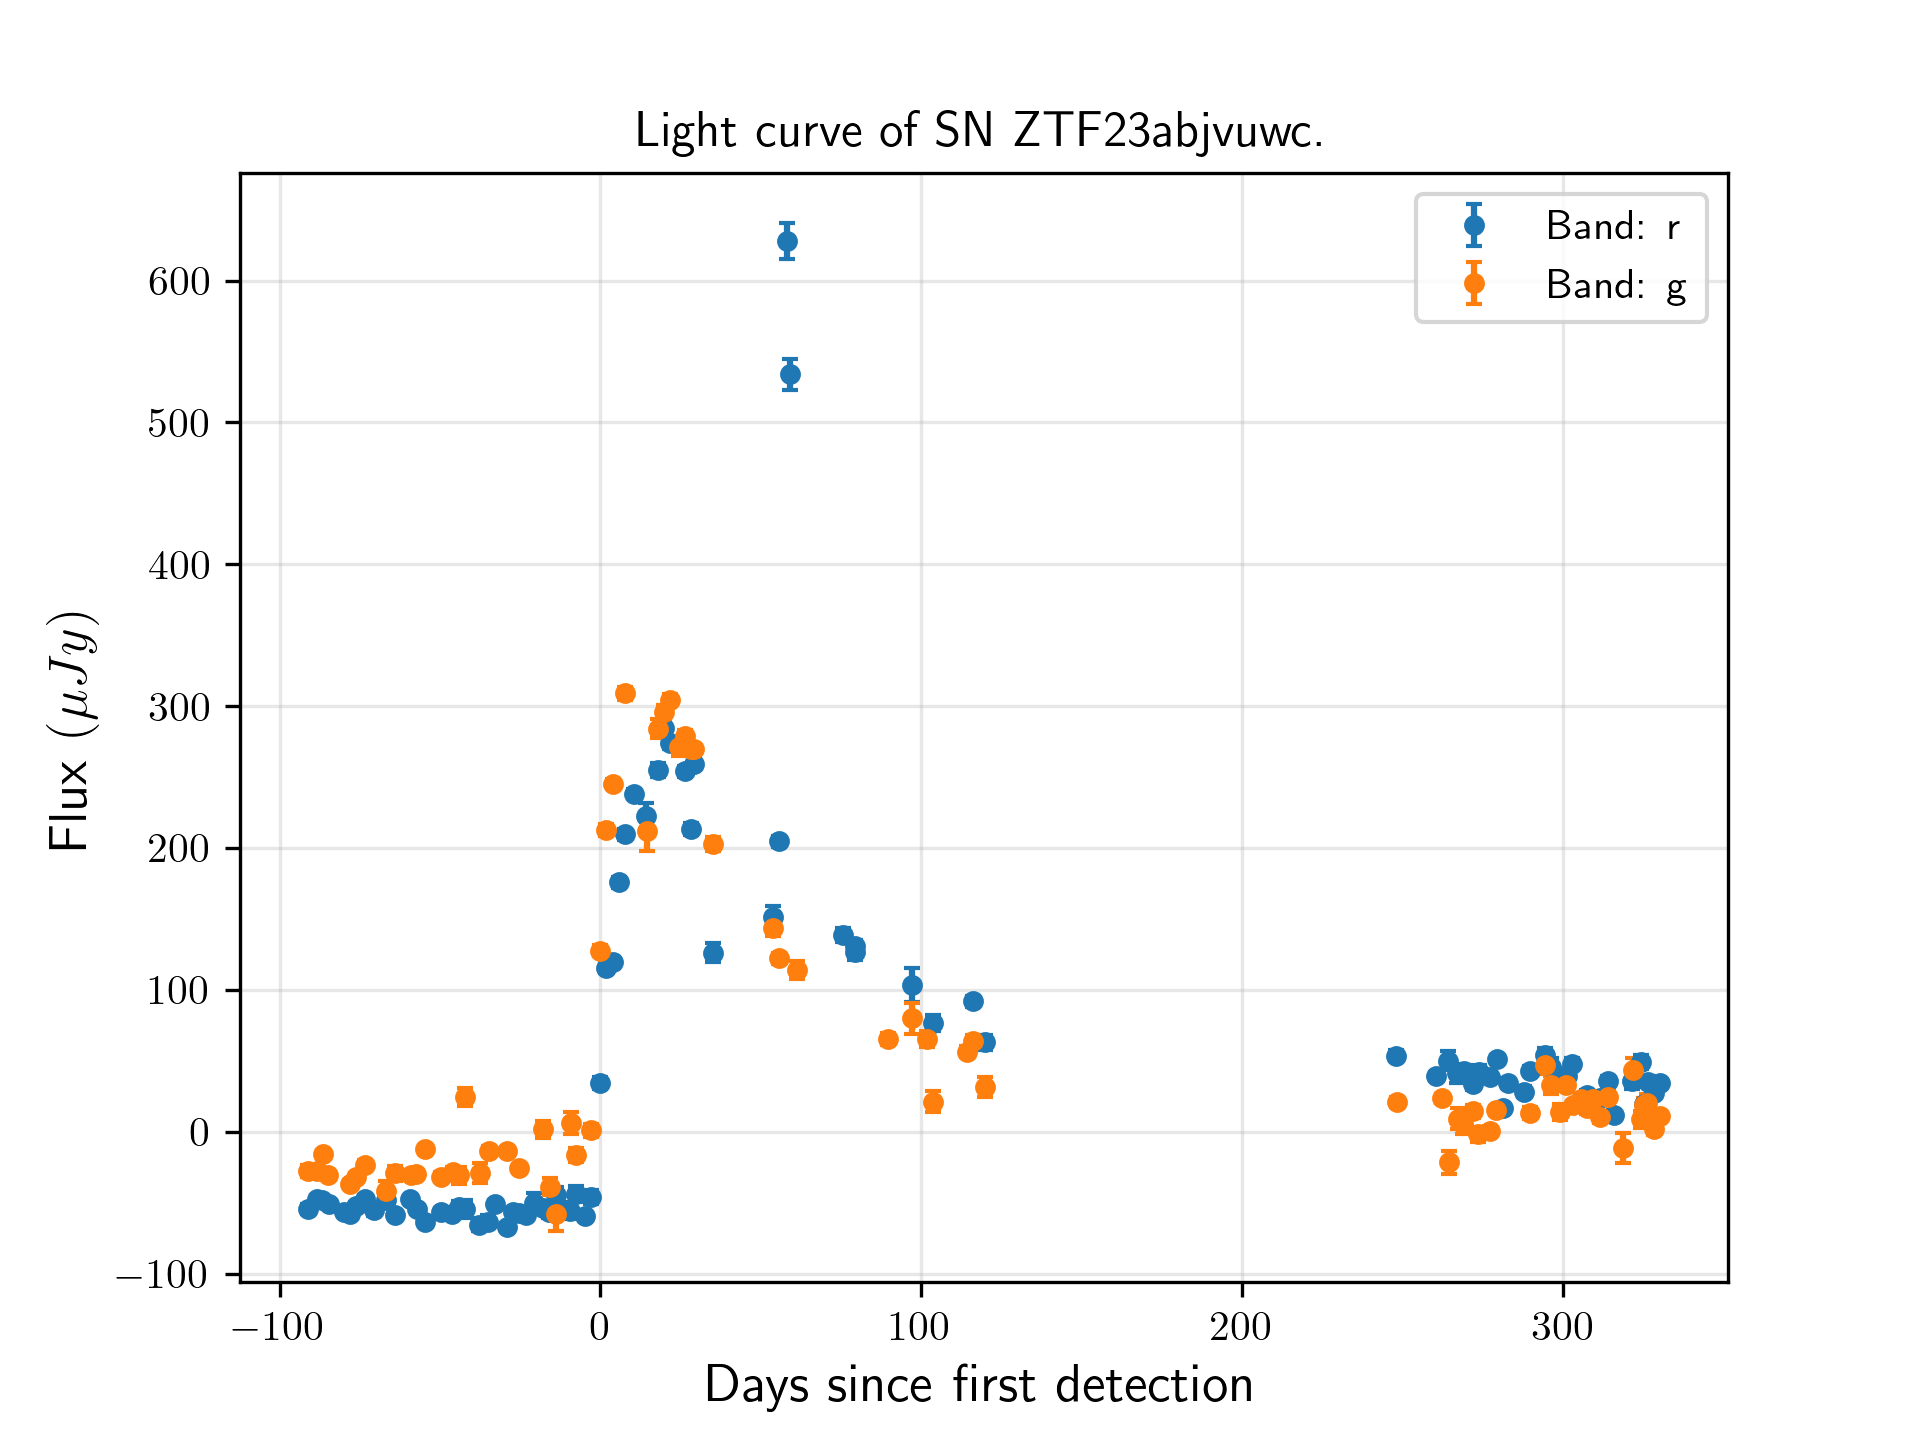 Light curve of SN ZTF23abjvuwc.
Band: r
Band: g
600
500
400
300
200
100
0
−100
Flux (μJy)
−100 0 100 200 300
Days since first detection